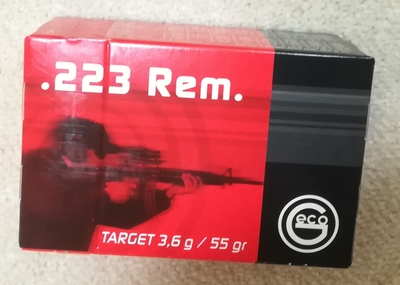 .223 Rem.
TARGET 3,6 g / 55 gr
Geco